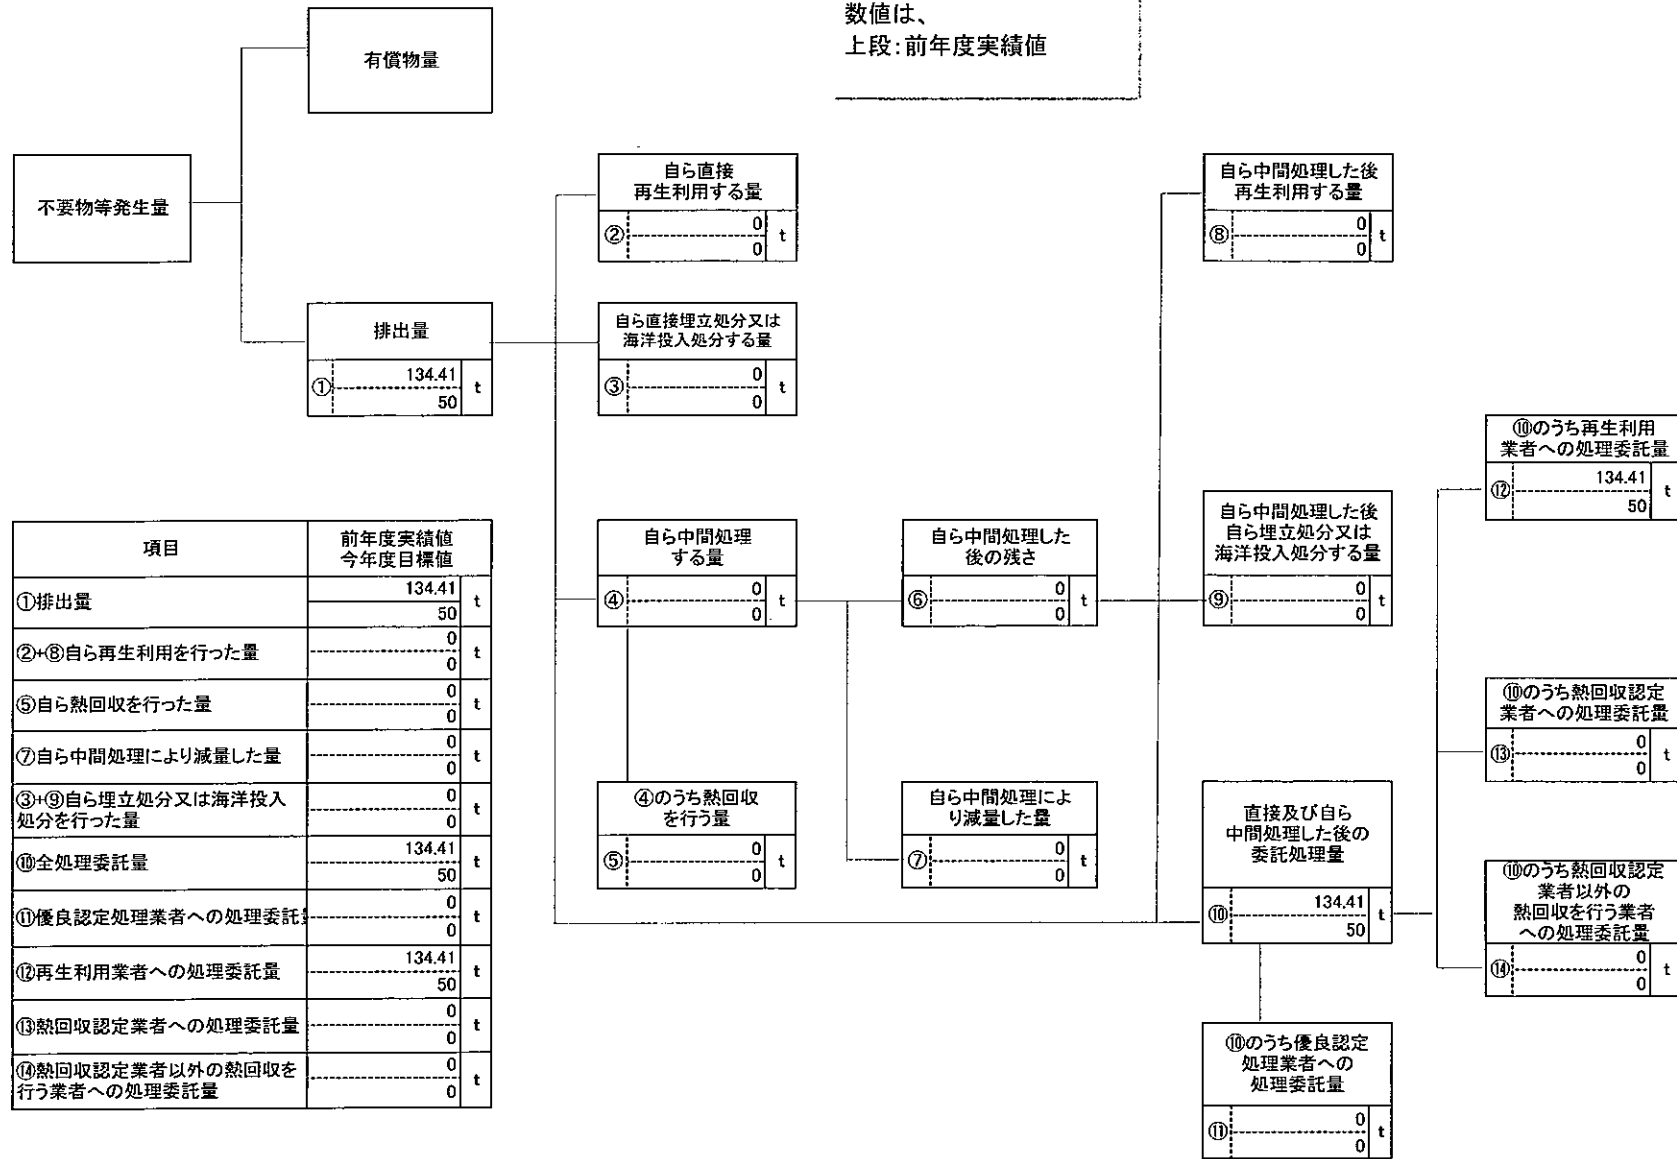 数値は、
上段：前年度実績値
有償物量
不要物等発生量
排出量
① 134.41 t
50
自ら直接
再生利用する量
② 0 t
0
自ら直接埋立処分又は
海洋投入処分する量
③ 0 t
0
自ら中間処理
する量
④ 0 t
0
④のうち熱回収
を行う量
⑤ 0 t
0
自ら中間処理した
後の残さ
⑥ 0 t
0
自ら中間処理によ
り減量した量
⑦ 0 t
0
自ら中間処理した後
再生利用する量
⑧ 0 t
0
自ら中間処理した後
自ら埋立処分又は
海洋投入処分する量
⑨ 0 t
0
直接及び自ら
中間処理した後の
委託処理量
⑩ 134.41 t
50
⑩のうち優良認定
処理業者への
処理委託量
⑪ 0 t
0
⑩のうち再生利用
業者への処理委託量
⑫ 134.41 t
50
⑩のうち熱回収認定
業者への処理委託量
⑬ 0 t
0
⑩のうち熱回収認定
業者以外の
熱回収を行う業者
への処理委託量
⑭ 0 t
0
項目 前年度実績値
今年度目標値
①排出量 134.41 t
50
②+⑧自ら再生利用を行った量 0 t
0
⑤自ら熱回収を行った量 0 t
0
⑦自ら中間処理により減量した量 0 t
0
③+⑨自ら埋立処分又は海洋投入
処分を行った量 0 t
0
⑩全処理委託量 134.41 t
50
⑪優良認定処理業者への処理委託 0 t
0
⑫再生利用業者への処理委託量 134.41 t
50
⑬熱回収認定業者への処理委託量 0 t
0
⑭熱回収認定業者以外の熱回収を
行う業者への処理委託量 0 t
0